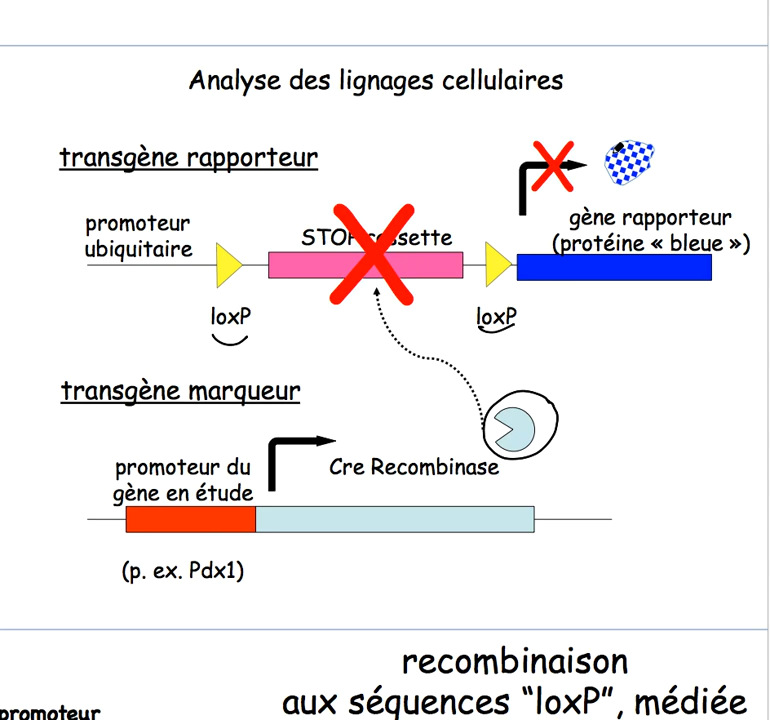 Analyse des lignages cellulaires
transgène rapporteur
promoteur
ubiquitaire
STOP cassette
gène rapporteur
(protéine « bleue »)
loxP
loxP
transgène marqueur
promoteur du
gène en étude
Cre Recombinase
(p. ex. Pdx1)
recombinaison
aux séquences “loxP”, médiée
promoteur